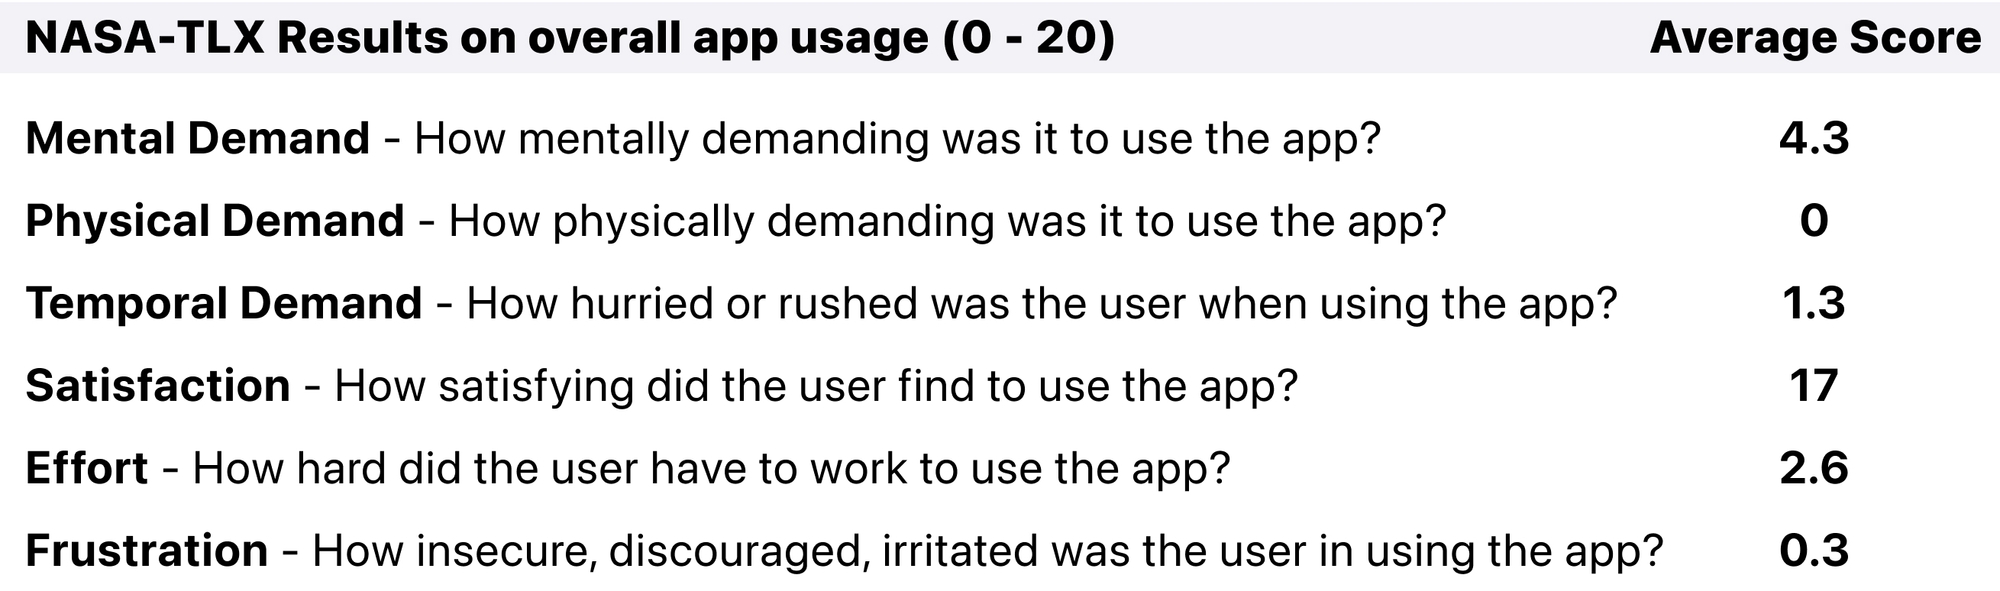 NASA-TLX Results on overall app usage (0 - 20) Average Score
Mental Demand - How mentally demanding was it to use the app? 4.3
Physical Demand - How physically demanding was it to use the app? 0
Temporal Demand - How hurried or rushed was the user when using the app? 1.3
Satisfaction - How satisfying did the user find to use the app? 17
Effort - How hard did the user have to work to use the app? 2.6
Frustration - How insecure, discouraged, irritated was the user in using the app? 0.3